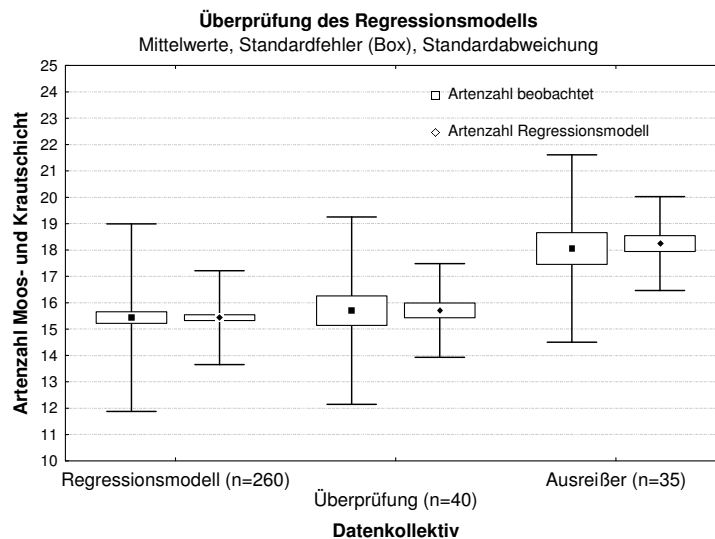 Überprüfung des Regressionsmodells
Mittelwerte, Standardfehler (Box), Standardabweichung
25
24
23
22
21
20
19
18
17
16
15
14
13
12
11
10
Artenzahl Moos- und Krautschicht
Artenzahl beobachtet
Artenzahl Regressionsmodell
Regressionsmodell (n=260)
Überprüfung (n=40)
Ausreißer (n=35)
Datenkollektiv